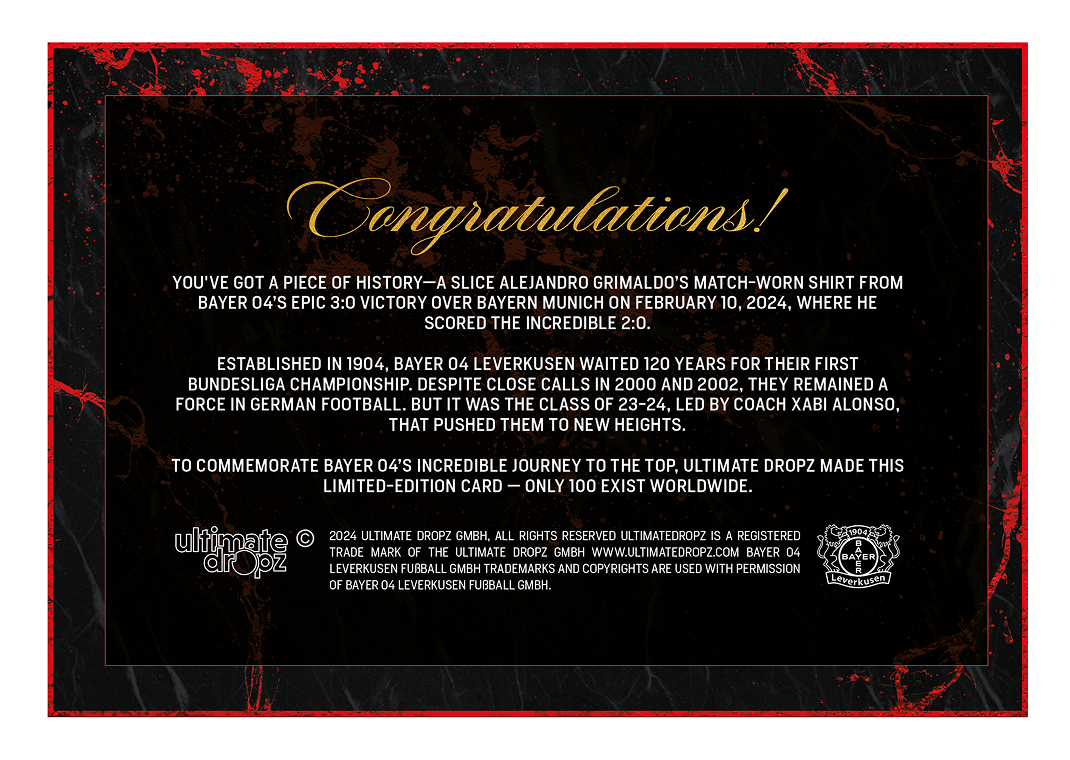 Congratulations!
YOU'VE GOT A PIECE OF HISTORY—A SLICE ALEJANDRO GRIMALDO'S MATCH-WORN SHIRT FROM
BAYER 04'S EPIC 3:0 VICTORY OVER BAYERN MUNICH ON FEBRUARY 10, 2024, WHERE HE
SCORED THE INCREDIBLE 2:0.
ESTABLISHED IN 1904, BAYER 04 LEVERKUSEN WAITED 120 YEARS FOR THEIR FIRST
BUNDESLIGA CHAMPIONSHIP. DESPITE CLOSE CALLS IN 2000 AND 2002, THEY REMAINED A
FORCE IN GERMAN FOOTBALL. BUT IT WAS THE CLASS OF 23-24, LED BY COACH XABI ALONSO,
THAT PUSHED THEM TO NEW HEIGHTS.
TO COMMEMORATE BAYER 04'S INCREDIBLE JOURNEY TO THE TOP, ULTIMATE DROPZ MADE THIS
LIMITED-EDITION CARD — ONLY 100 EXIST WORLDWIDE.
ultimate
dropz
©
2024 ULTIMATE DROPZ GMBH, ALL RIGHTS RESERVED ULTIMATEDROPZ IS A REGISTERED
TRADE MARK OF THE ULTIMATE DROPZ GMBH WWW.ULTIMATEDROPZ.COM BAYER 04
LEVERKUSEN FUßBALL GMBH TRADEMARKS AND COPYRIGHTS ARE USED WITH PERMISSION
OF BAYER 04 LEVERKUSEN FUßBALL GMBH.
1904
BAYER
BAYER
Leverkusen